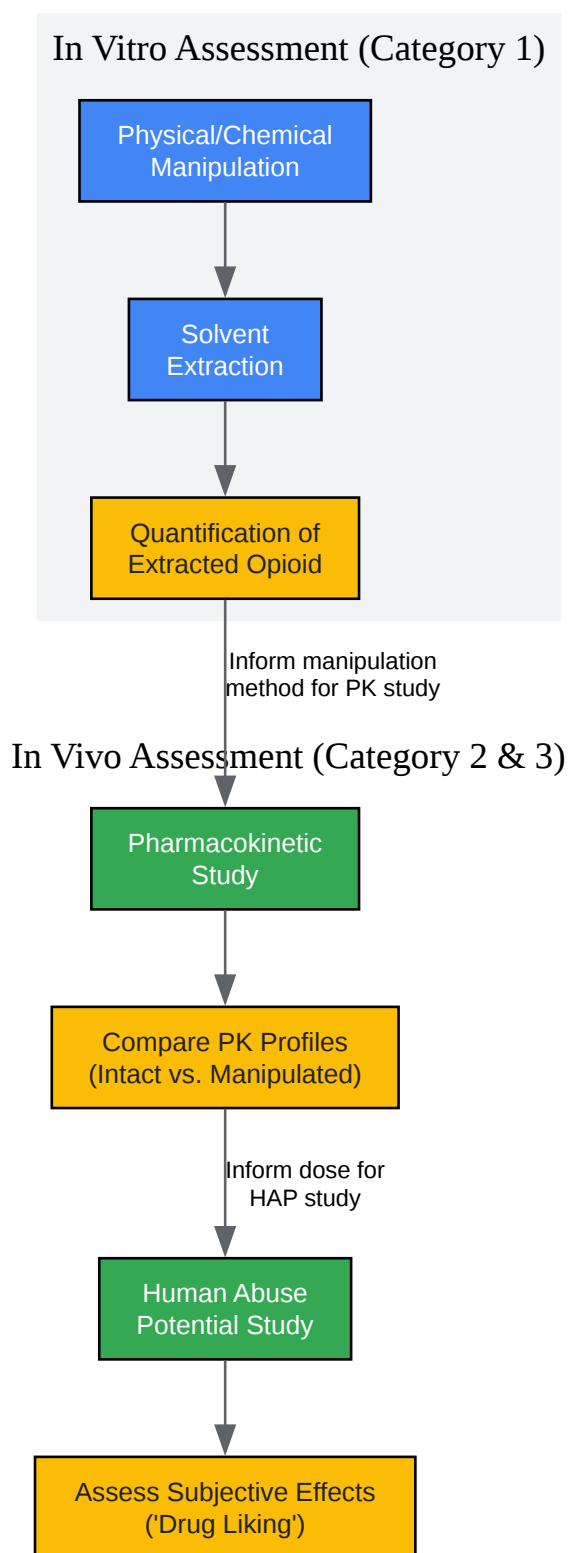 In Vitro Assessment (Category 1)
Physical/Chemical
Manipulation
Solvent
Extraction
Quantification of
Extracted Opioid
Inform manipulation
method for PK study
In Vivo Assessment (Category 2 & 3)
Pharmacokinetic
Study
Compare PK Profiles
(Intact vs. Manipulated)
Inform dose for
HAP study
Human Abuse
Potential Study
Assess Subjective Effects
('Drug Liking')